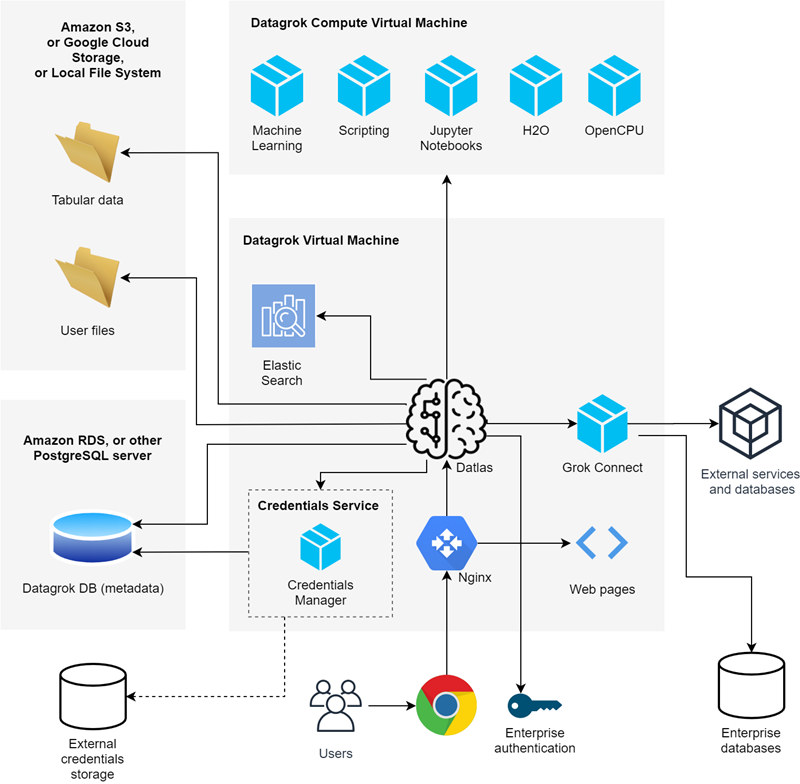 Amazon S3,
or Google Cloud
Storage,
or Local File System
Tabular data
User files
Datagrok Compute Virtual Machine
Machine
Learning
Scripting
Jupyter
Notebooks
H2O
OpenCPU
Datagrok Virtual Machine
Elastic
Search
Datlas
Grok Connect
External services
and databases
Amazon RDS, or other
PostgreSQL server
Datagrok DB (metadata)
Credentials Service
Credentials
Manager
Nginx
Web pages
External
credentials
storage
Users
Enterprise
authentication
Enterprise
databases